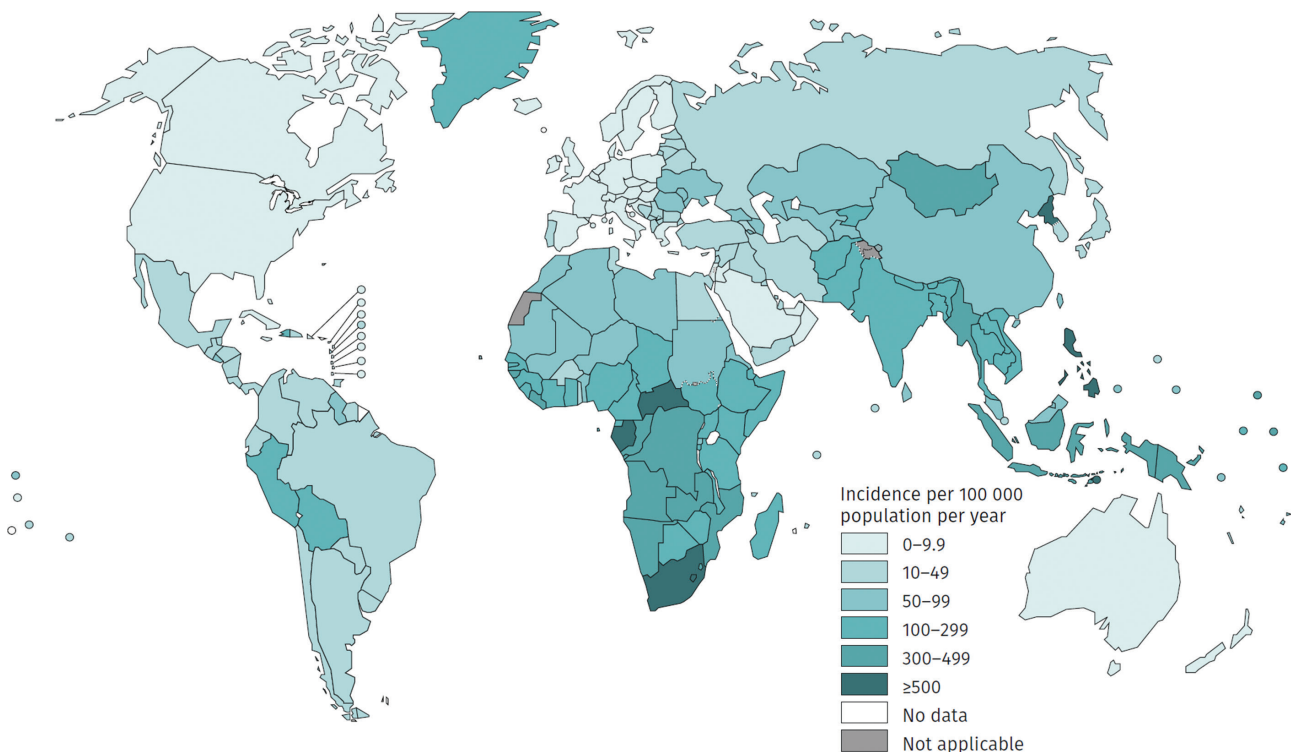 Incidence per 100 000
population per year
0–9.9
10–49
50–99
100–299
300–499
≥500
No data
Not applicable